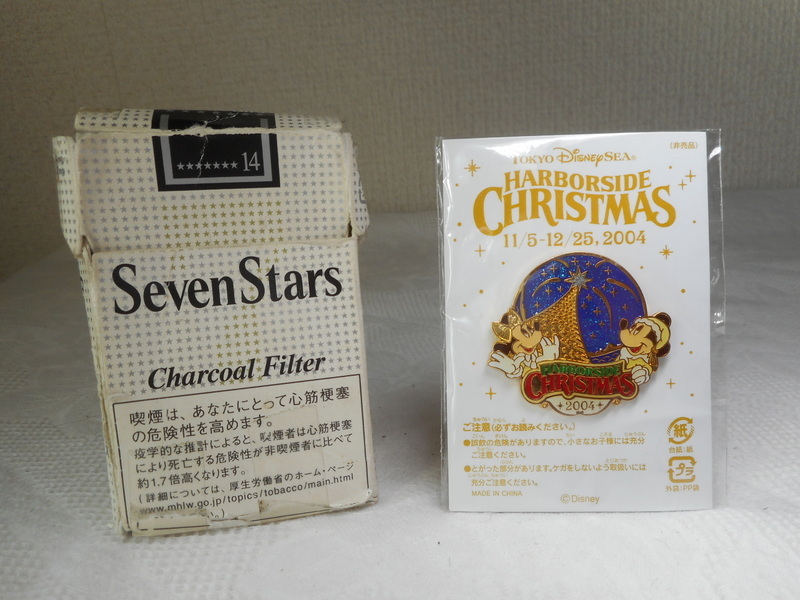 ★★★★★★★ 14
SevenStars
Charcoal Filter
喫煙は、あなたにとって心筋梗塞
の危険性を高めます。
疫学的な推計によると、喫煙者は心筋梗塞
により死亡する危険性が非喫煙者に比べて
約1.7倍高くなります。
(詳細については、厚生労働省のホーム・ページ
www.mhlw.go.jp/topics/tobacco/main.html
(非売品)
TOKYO DisneySEA®
HARBORSIDE
CHRISTMAS
11/5-12/25, 2004
HARBORSIDE
CHRISTMAS
2004
ご注意(必ずお読みください。)
●誤飲の危険がありますので、小さなお子様には充分
ご注意ください。
●とがった部分があります。ケガをしないよう取扱いには
充分ご注意ください。
MADE IN CHINA
©Disney
紙
台紙:紙
プラ
外袋:PP袋